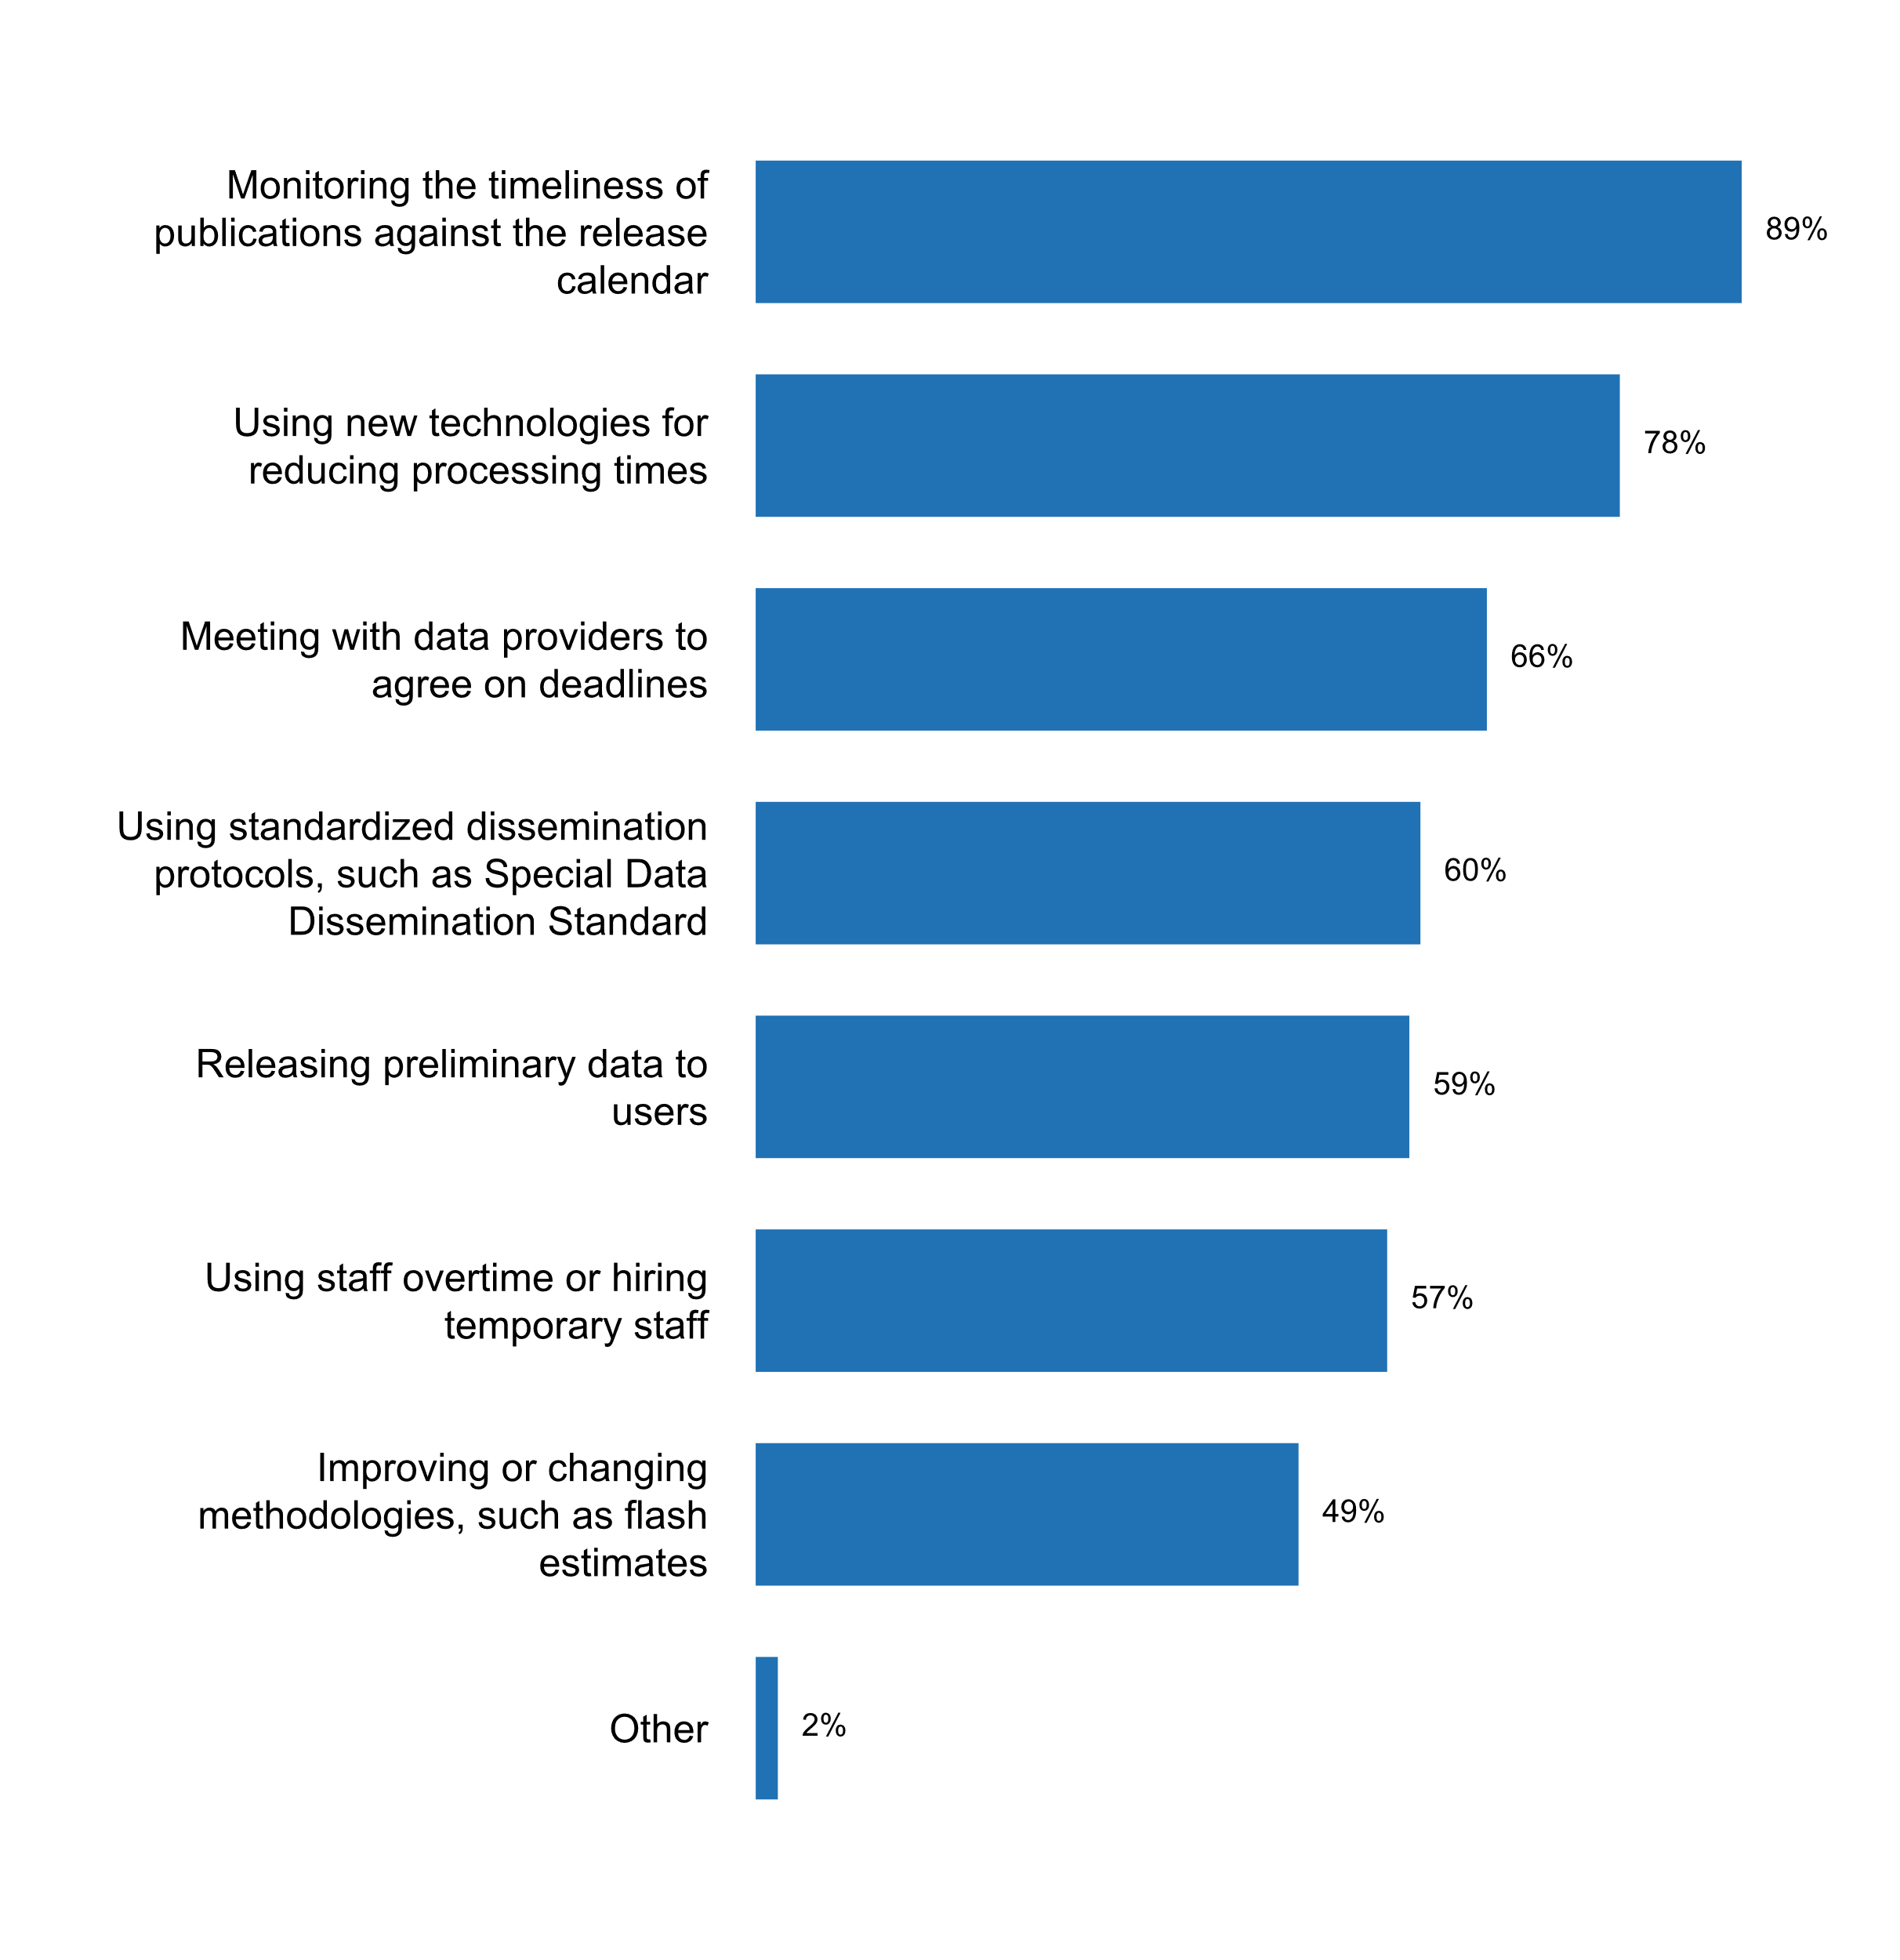 Monitoring the timeliness of
publications against the release
calendar
89%
Using new technologies for
reducing processing times
78%
Meeting with data providers to
agree on deadlines
66%
Using standardized dissemination
protocols, such as Special Data
Dissemination Standard
60%
Releasing preliminary data to
users
59%
Using staff overtime or hiring
temporary staff
57%
Improving or changing
methodologies, such as flash
estimates
49%
Other
2%